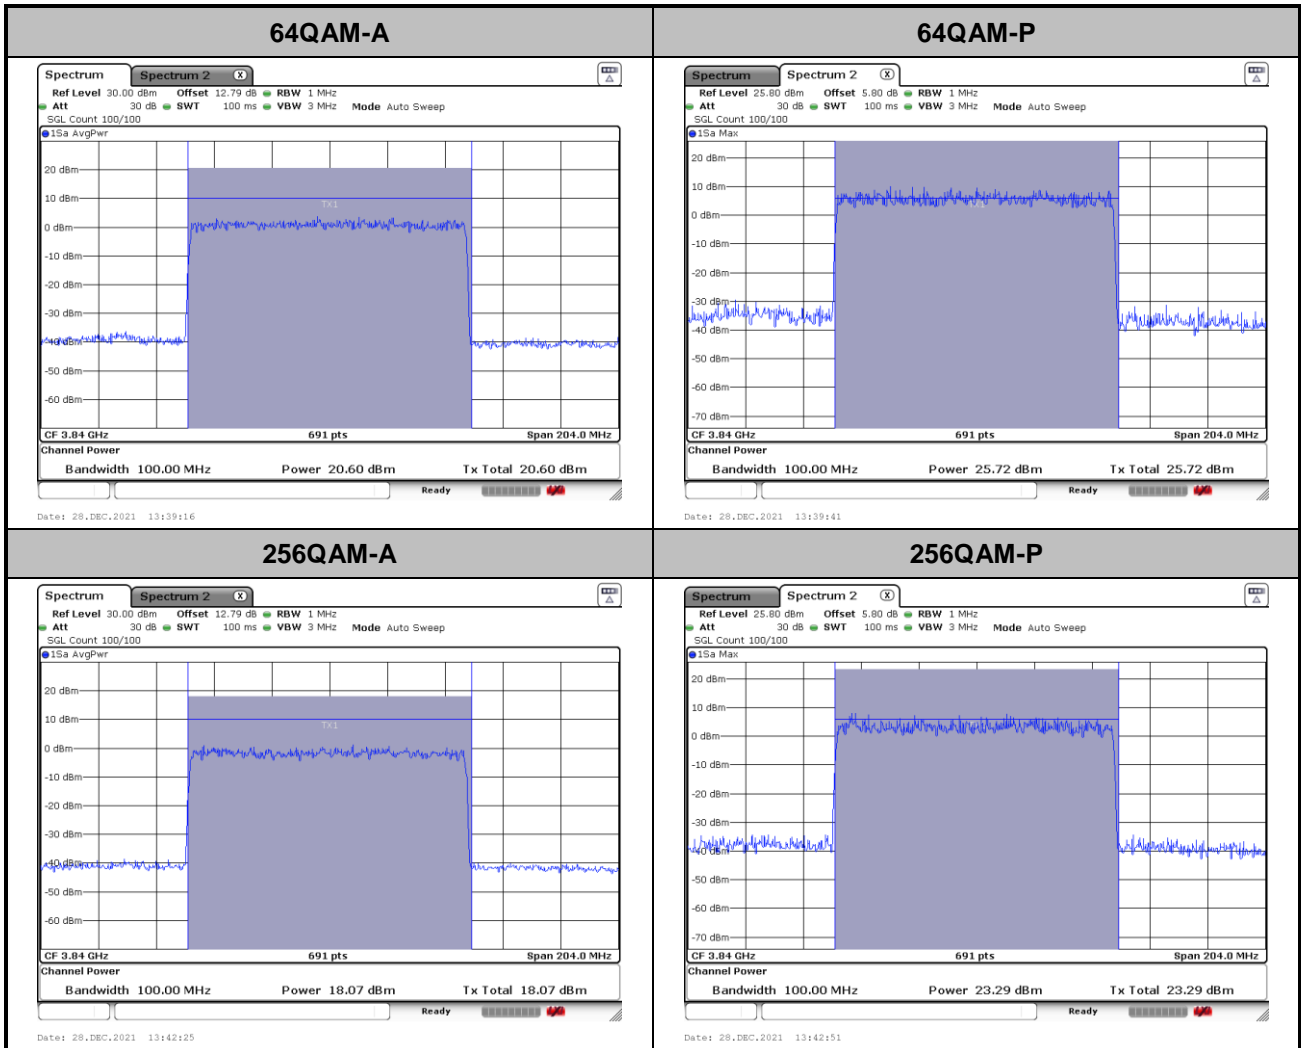 64QAM-A
64QAM-P
Spectrum Spectrum 2 X
Ref Level 30.00 dBm Offset 12.79 dB RBW 1 MHz
Att 30 dB SWT 100 ms VBW 3 MHz Mode Auto Sweep
SGL Count 100/100
1Sa AvgPwr
20 dBm
10 dBm
TX1
0 dBm
-10 dBm
-20 dBm
-30 dBm
-40 dBm
-50 dBm
-60 dBm
CF 3.84 GHz 691 pts Span 204.0 MHz
Channel Power
Bandwidth 100.00 MHz Power 20.60 dBm Tx Total 20.60 dBm
Ready
Date: 28.DEC.2021 13:39:16
Spectrum Spectrum 2 X
Ref Level 25.80 dBm Offset 5.80 dB RBW 1 MHz
Att 30 dB SWT 100 ms VBW 3 MHz Mode Auto Sweep
SGL Count 100/100
1Sa Max
20 dBm
10 dBm
0 dBm
-10 dBm
-20 dBm
-30 dBm
-40 dBm
-50 dBm
-60 dBm
-70 dBm
CF 3.84 GHz 691 pts Span 204.0 MHz
Channel Power
Bandwidth 100.00 MHz Power 25.72 dBm Tx Total 25.72 dBm
Ready
Date: 28.DEC.2021 13:39:41
256QAM-A
256QAM-P
Spectrum Spectrum 2 X
Ref Level 30.00 dBm Offset 12.79 dB RBW 1 MHz
Att 30 dB SWT 100 ms VBW 3 MHz Mode Auto Sweep
SGL Count 100/100
1Sa AvgPwr
20 dBm
10 dBm
TX1
0 dBm
-10 dBm
-20 dBm
-30 dBm
-40 dBm
-50 dBm
-60 dBm
CF 3.84 GHz 691 pts Span 204.0 MHz
Channel Power
Bandwidth 100.00 MHz Power 18.07 dBm Tx Total 18.07 dBm
Ready
Date: 28.DEC.2021 13:42:25
Spectrum Spectrum 2 X
Ref Level 25.80 dBm Offset 5.80 dB RBW 1 MHz
Att 30 dB SWT 100 ms VBW 3 MHz Mode Auto Sweep
SGL Count 100/100
1Sa Max
20 dBm
10 dBm
0 dBm
-10 dBm
-20 dBm
-30 dBm
-40 dBm
-50 dBm
-60 dBm
-70 dBm
CF 3.84 GHz 691 pts Span 204.0 MHz
Channel Power
Bandwidth 100.00 MHz Power 23.29 dBm Tx Total 23.29 dBm
Ready
Date: 28.DEC.2021 13:42:51